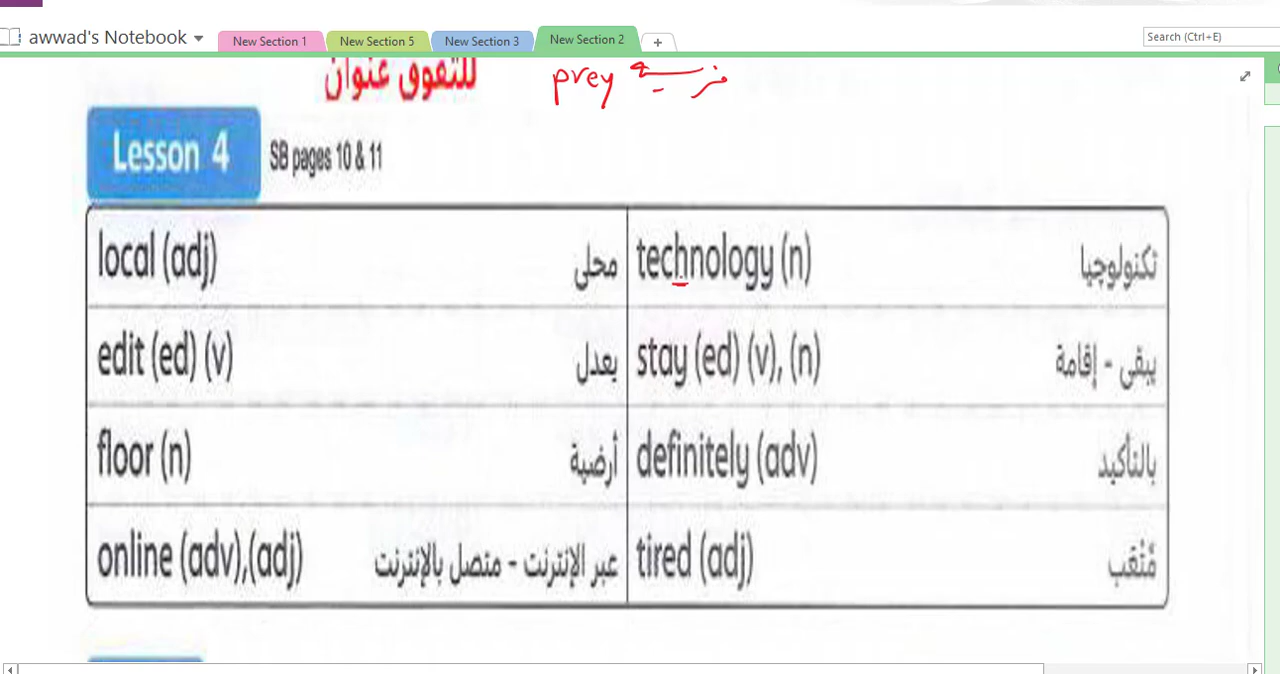 awwad's Notebook
New Section 1
New Section 5
New Section 3
New Section 2
+
Search (Ctrl+E)
للتفوق عنوان
prey فريسة
Lesson 4 SB pages 10 & 11
local (adj) محلى technology (n) تكنولوجيا
edit (ed) (v) يعدل stay (ed) (v), (n) يبقى - إقامة
floor (n) أرضية definitely (adv) بالتأكيد
online (adv),(adj) عبر الإنترنت - متصل بالإنترنت tired (adj) مُتْعَب